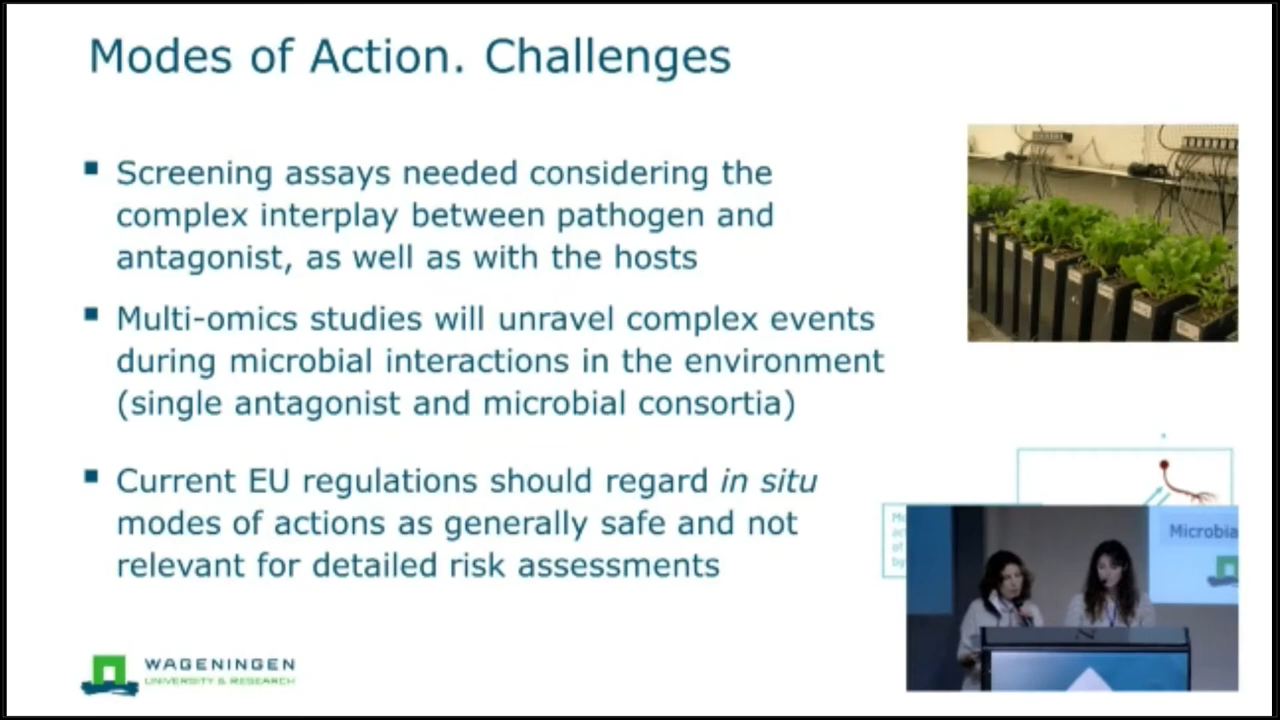 Modes of Action. Challenges
Screening assays needed considering the
complex interplay between pathogen and
antagonist, as well as with the hosts
Multi-omics studies will unravel complex events
during microbial interactions in the environment
(single antagonist and microbial consortia)
Current EU regulations should regard in situ
modes of actions as generally safe and not
relevant for detailed risk assessments
Microbia
WAGENINGEN
UNIVERSITY & RESEARCH